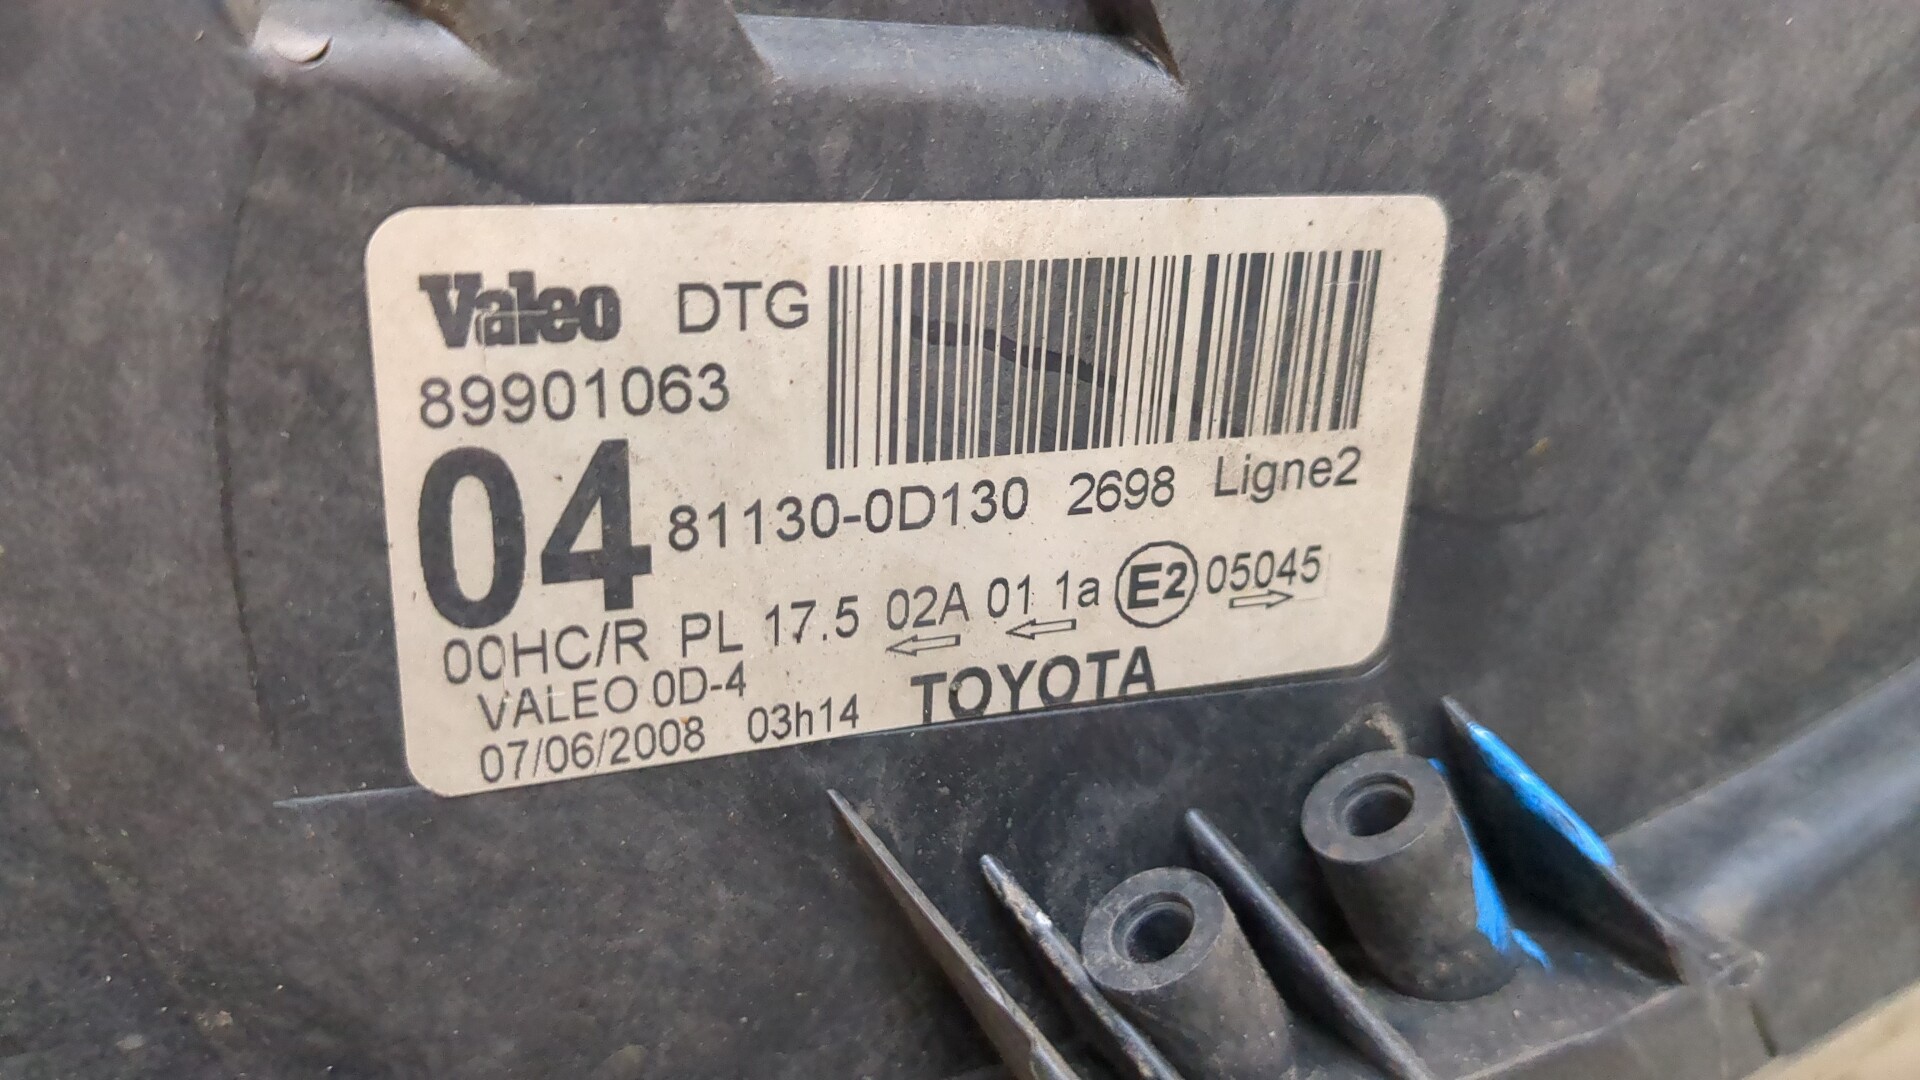 Valeo DTG
89901063
04 81130-0D130 2698 Ligne2
00HC/R PL 17.5 02A 01 1a E2 05045
VALEO 0D-4 TOYOTA
07/06/2008 03h14